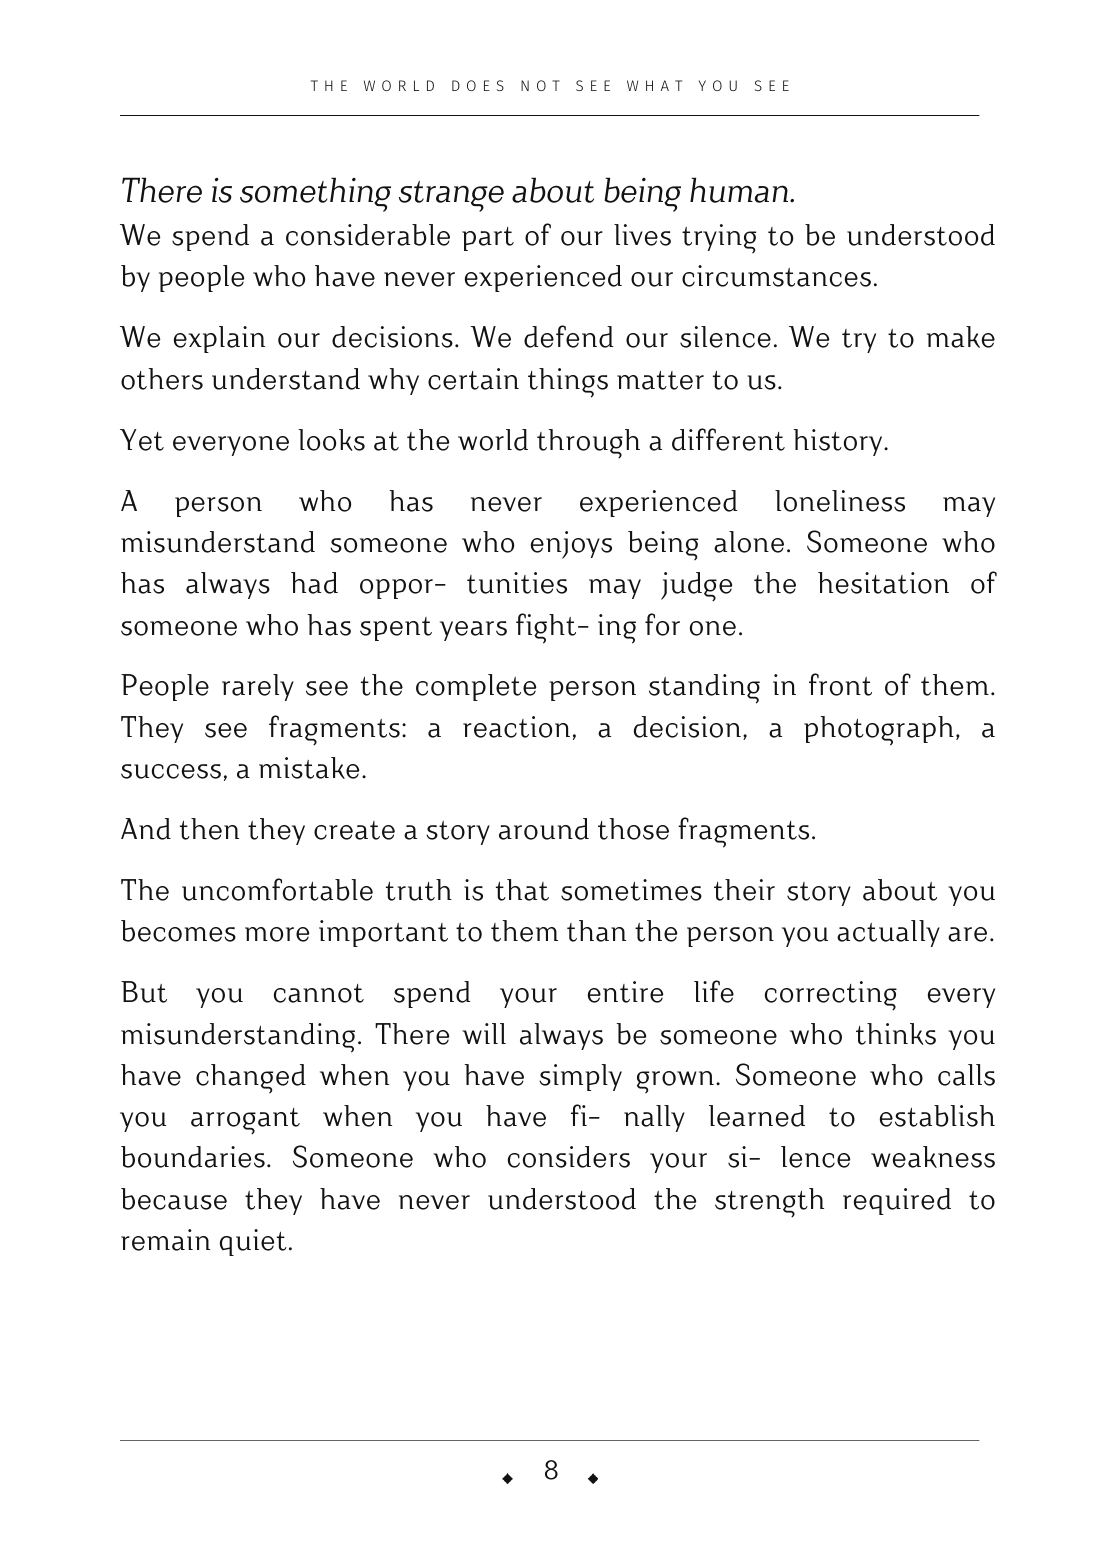 THE WORLD DOES NOT SEE WHAT YOU SEE
There is something strange about being human.
We spend a considerable part of our lives trying to be understood
by people who have never experienced our circumstances.
We explain our decisions. We defend our silence. We try to make
others understand why certain things matter to us.
Yet everyone looks at the world through a different history.
A person who has never experienced loneliness may
misunderstand someone who enjoys being alone. Someone who
has always had oppor- tunities may judge the hesitation of
someone who has spent years fight- ing for one.
People rarely see the complete person standing in front of them.
They see fragments: a reaction, a decision, a photograph, a
success, a mistake.
And then they create a story around those fragments.
The uncomfortable truth is that sometimes their story about you
becomes more important to them than the person you actually are.
But you cannot spend your entire life correcting every
misunderstanding. There will always be someone who thinks you
have changed when you have simply grown. Someone who calls
you arrogant when you have fi- nally learned to establish
boundaries. Someone who considers your si- lence weakness
because they have never understood the strength required to
remain quiet.
8